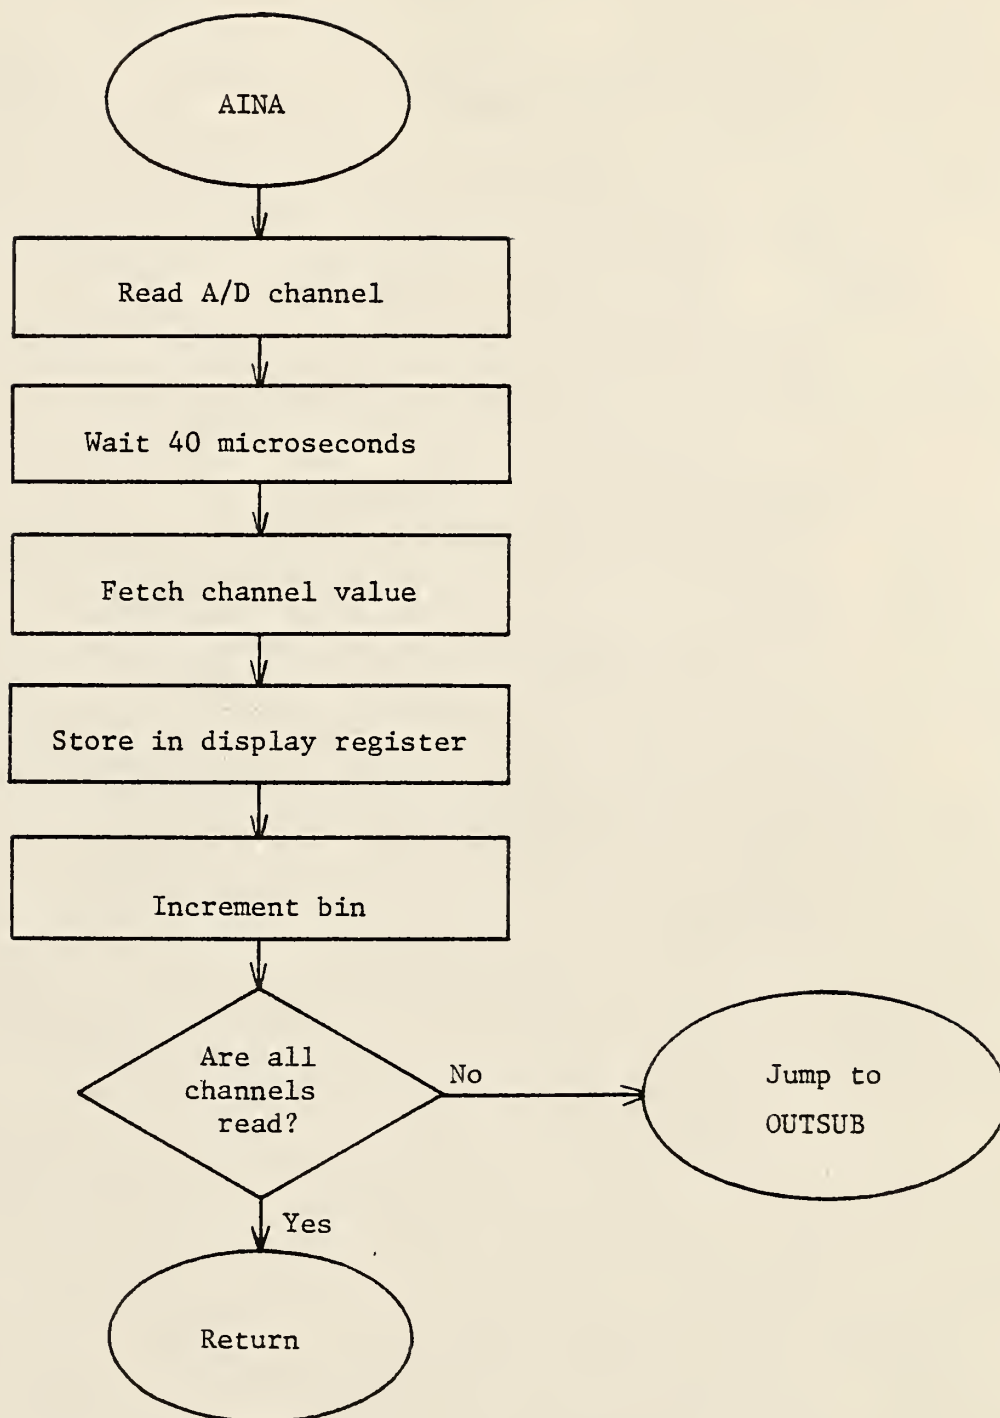 AINA
Read A/D channel
Wait 40 microseconds
Fetch channel value
Store in display register
Increment bin
Are all
channels
read?
No
Jump to
OUTSUB
Yes
Return